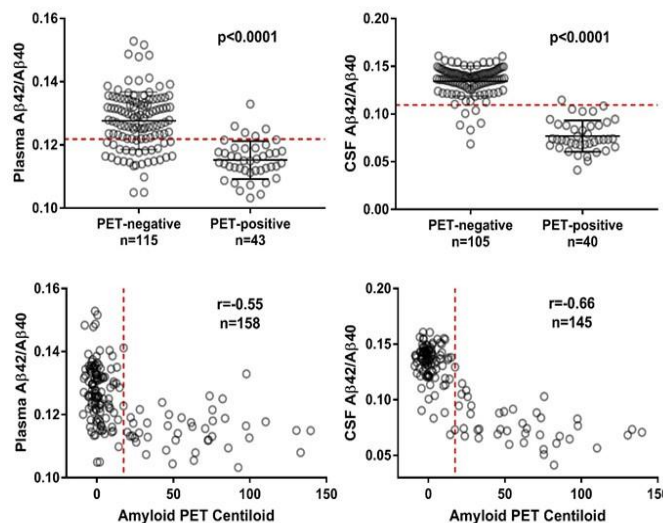 p<0.0001
Plasma Aβ42/Aβ40
0.16
0.14
0.12
0.10
PET-negative
n=115
PET-positive
n=43
p<0.0001
CSF Aβ42/Aβ40
0.20
0.15
0.10
0.05
0.00
PET-negative
n=105
PET-positive
n=40
r=-0.55
n=158
Plasma Aβ42/Aβ40
0.16
0.14
0.12
0.10
0 50 100 150
Amyloid PET Centiloid
r=-0.66
n=145
CSF Aβ42/Aβ40
0.20
0.15
0.10
0.05
0 50 100 150
Amyloid PET Centiloid